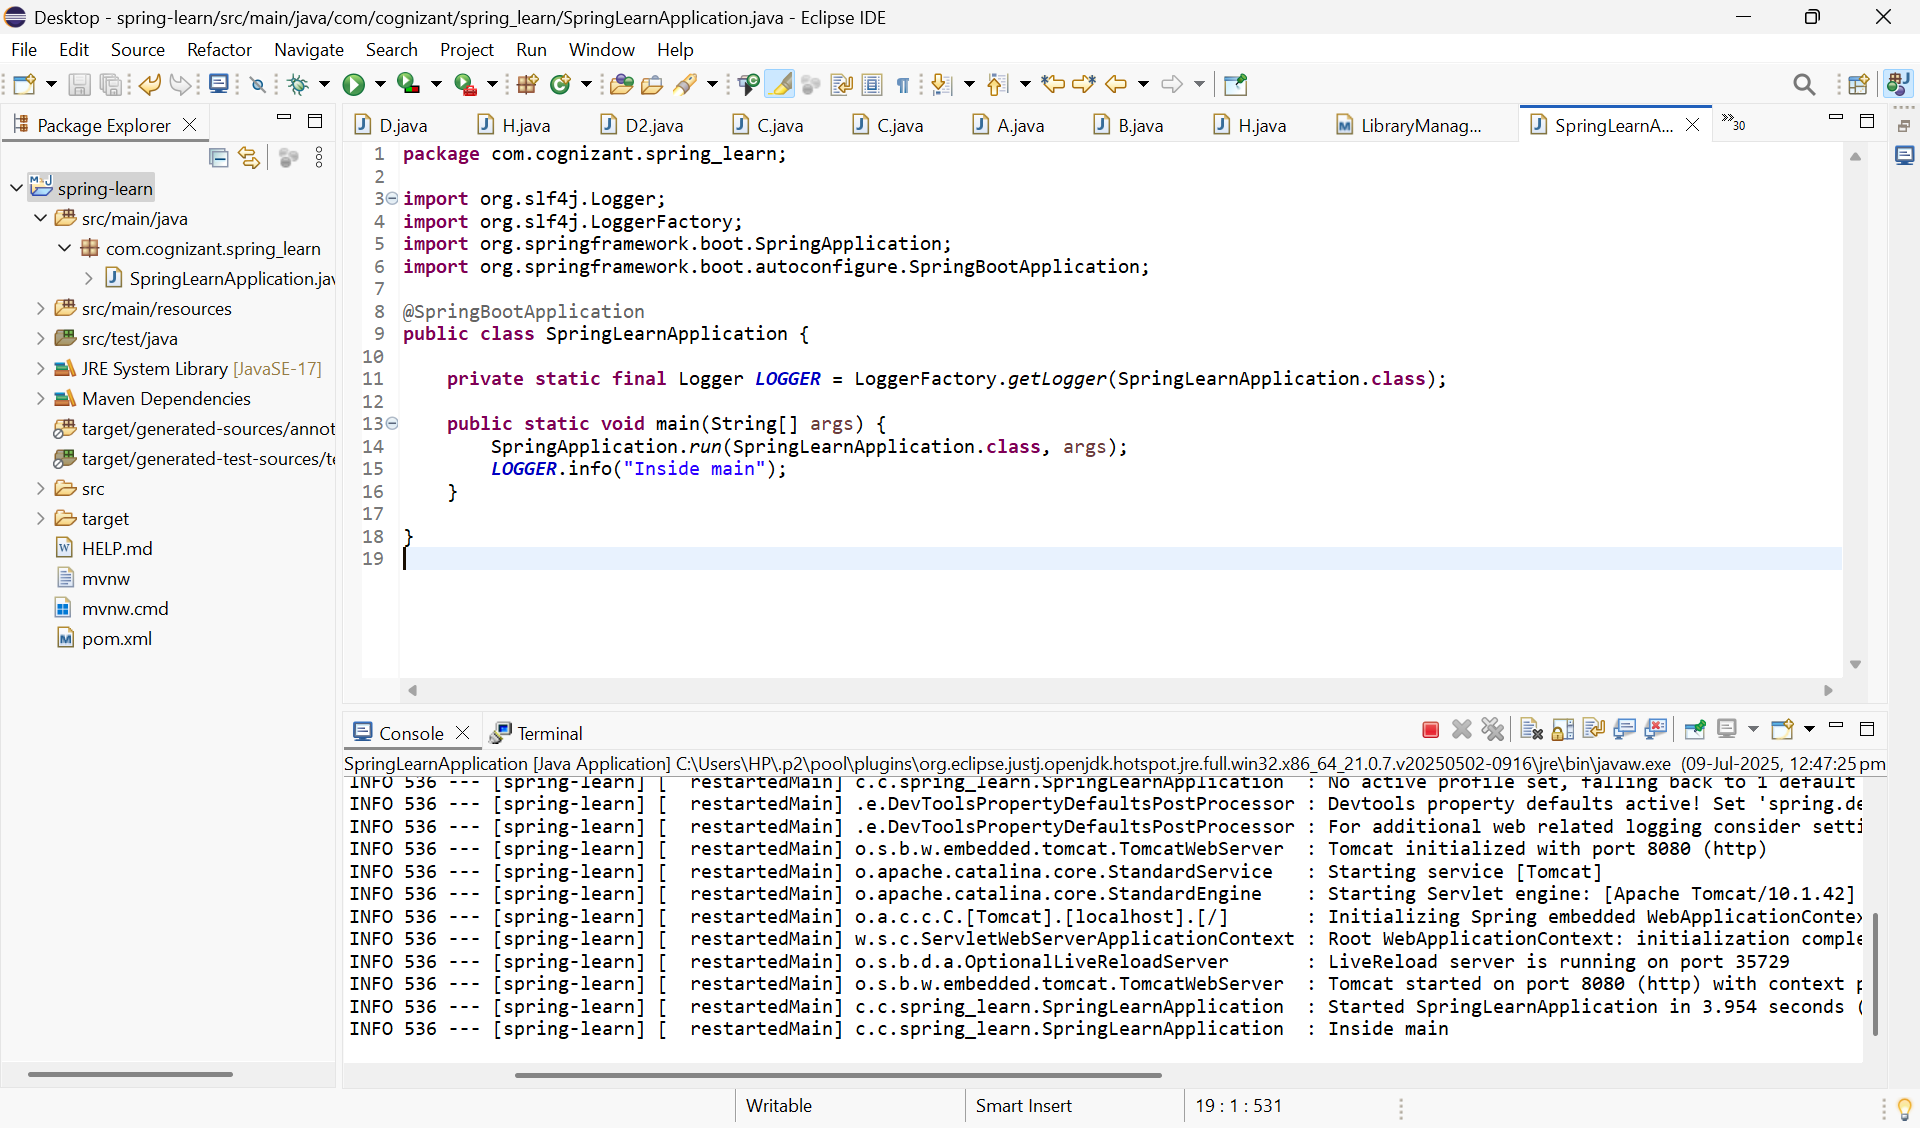 Desktop - spring-learn/src/main/java/com/cognizant/spring_learn/SpringLearnApplication.java - Eclipse IDE
File Edit Source Refactor Navigate Search Project Run Window Help
Package Explorer
spring-learn
src/main/java
com.cognizant.spring_learn
SpringLearnApplication.jav
src/main/resources
src/test/java
JRE System Library [JavaSE-17]
Maven Dependencies
target/generated-sources/annot
target/generated-test-sources/te
src
target
HELP.md
mvnw
mvnw.cmd
pom.xml
D.java H.java D2.java C.java C.java A.java B.java H.java LibraryManag... SpringLearnA... »30
1 package com.cognizant.spring_learn;
2
3 import org.slf4j.Logger;
4 import org.slf4j.LoggerFactory;
5 import org.springframework.boot.SpringApplication;
6 import org.springframework.boot.autoconfigure.SpringBootApplication;
7
8 @SpringBootApplication
9 public class SpringLearnApplication {
10
11 private static final Logger LOGGER = LoggerFactory.getLogger(SpringLearnApplication.class);
12
13 public static void main(String[] args) {
14 SpringApplication.run(SpringLearnApplication.class, args);
15 LOGGER.info("Inside main");
16 }
17
18 }
19
Console Terminal
SpringLearnApplication [Java Application] C:\Users\HP\.p2\pool\plugins\org.eclipse.justj.openjdk.hotspot.jre.full.win32.x86_64_21.0.7.v20250502-0916\jre\bin\javaw.exe (09-Jul-2025, 12:47:25 pm
INFO 536 --- [spring-learn] [ restartedMain] c.c.spring_learn.SpringLearnApplication : No active profile set, falling back to 1 default
INFO 536 --- [spring-learn] [ restartedMain] .e.DevToolsPropertyDefaultsPostProcessor : Devtools property defaults active! Set 'spring.de
INFO 536 --- [spring-learn] [ restartedMain] .e.DevToolsPropertyDefaultsPostProcessor : For additional web related logging consider setti
INFO 536 --- [spring-learn] [ restartedMain] o.s.b.w.embedded.tomcat.TomcatWebServer : Tomcat initialized with port 8080 (http)
INFO 536 --- [spring-learn] [ restartedMain] o.apache.catalina.core.StandardService : Starting service [Tomcat]
INFO 536 --- [spring-learn] [ restartedMain] o.apache.catalina.core.StandardEngine : Starting Servlet engine: [Apache Tomcat/10.1.42]
INFO 536 --- [spring-learn] [ restartedMain] o.a.c.c.C.[Tomcat].[localhost].[/] : Initializing Spring embedded WebApplicationContex
INFO 536 --- [spring-learn] [ restartedMain] w.s.c.ServletWebServerApplicationContext : Root WebApplicationContext: initialization comple
INFO 536 --- [spring-learn] [ restartedMain] o.s.b.d.a.OptionalLiveReloadServer : LiveReload server is running on port 35729
INFO 536 --- [spring-learn] [ restartedMain] o.s.b.w.embedded.tomcat.TomcatWebServer : Tomcat started on port 8080 (http) with context p
INFO 536 --- [spring-learn] [ restartedMain] c.c.spring_learn.SpringLearnApplication : Started SpringLearnApplication in 3.954 seconds (
INFO 536 --- [spring-learn] [ restartedMain] c.c.spring_learn.SpringLearnApplication : Inside main
Writable Smart Insert 19 : 1 : 531